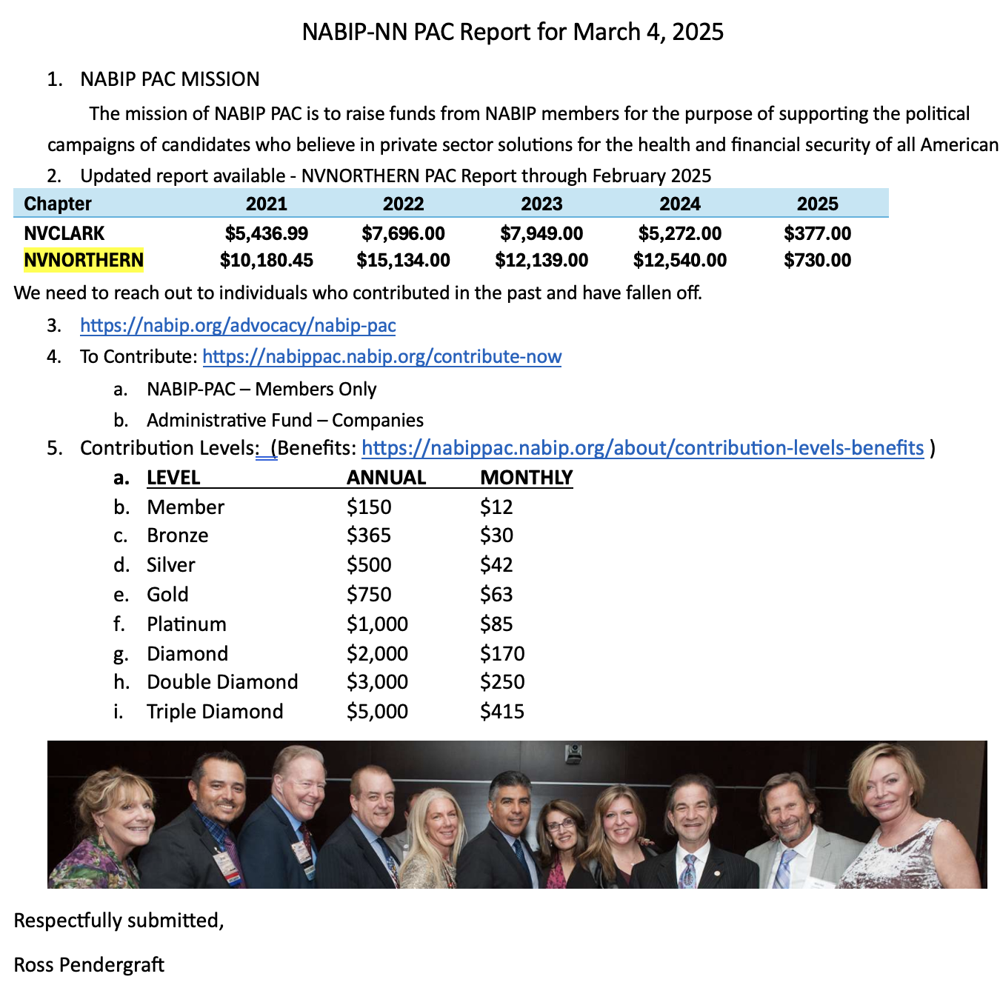 NABIP-NN PAC Report for March 4, 2025
1. NABIP PAC MISSION
The mission of NABIP PAC is to raise funds from NABIP members for the purpose of supporting the political
campaigns of candidates who believe in private sector solutions for the health and financial security of all American
2. Updated report available - NVNORTHERN PAC Report through February 2025
Chapter 2021 2022 2023 2024 2025
NVCLARK $5,436.99 $7,696.00 $7,949.00 $5,272.00 $377.00
NVNORTHERN $10,180.45 $15,134.00 $12,139.00 $12,540.00 $730.00
We need to reach out to individuals who contributed in the past and have fallen off.
3. https://nabip.org/advocacy/nabip-pac
4. To Contribute: https://nabippac.nabip.org/contribute-now
a. NABIP-PAC – Members Only
b. Administrative Fund – Companies
5. Contribution Levels: (Benefits: https://nabippac.nabip.org/about/contribution-levels-benefits )
a. LEVEL ANNUAL MONTHLY
b. Member $150 $12
c. Bronze $365 $30
d. Silver $500 $42
e. Gold $750 $63
f. Platinum $1,000 $85
g. Diamond $2,000 $170
h. Double Diamond $3,000 $250
i. Triple Diamond $5,000 $415
Respectfully submitted,
Ross Pendergraft